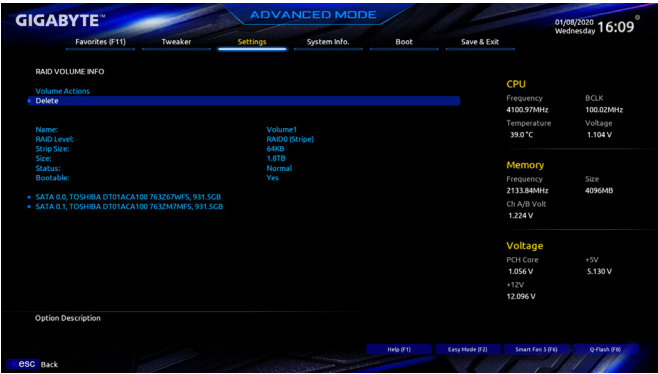 GIGABYTE™
ADVANCED MODE
01/08/2020
Wednesday 16:09
Favorites (F11) Tweaker Settings System Info. Boot Save & Exit
RAID VOLUME INFO
Volume Actions
Delete
Name: Volume1
RAID Level: RAID0 (Stripe)
Strip Size: 64KB
Size: 1.8TB
Status: Normal
Bootable: Yes
SATA 0.0, TOSHIBA DT01ACA100 763Z67WFS, 931.5GB
SATA 0.1, TOSHIBA DT01ACA100 763ZM7MFS, 931.5GB
CPU
Frequency BCLK
4100.97MHz 100.02MHz
Temperature Voltage
39.0 °C 1.104 V
Memory
Frequency Size
2133.84MHz 4096MB
Ch A/B Volt
1.224 V
Voltage
PCH Core +5V
1.056 V 5.130 V
+12V
12.096 V
Option Description
Help (F1) Easy Mode (F2) Smart Fan 5 (F6) Q-Flash (F8)
esc Back